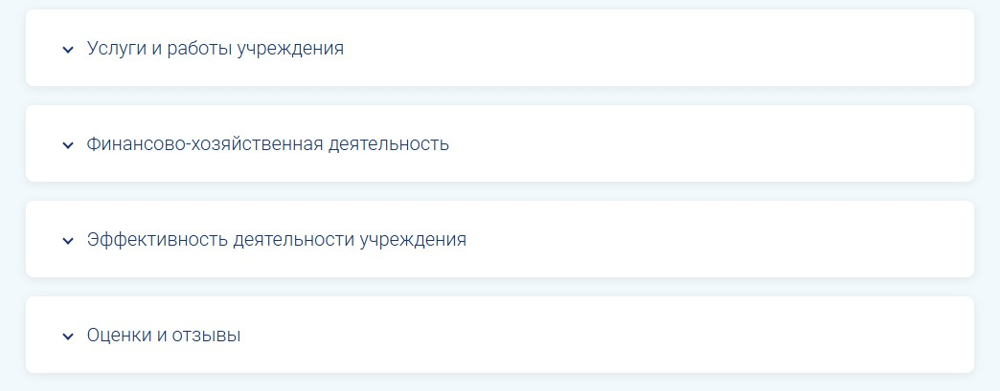 Услуги и работы учреждения
Финансово-хозяйственная деятельность
Эффективность деятельности учреждения
Оценки и отзывы